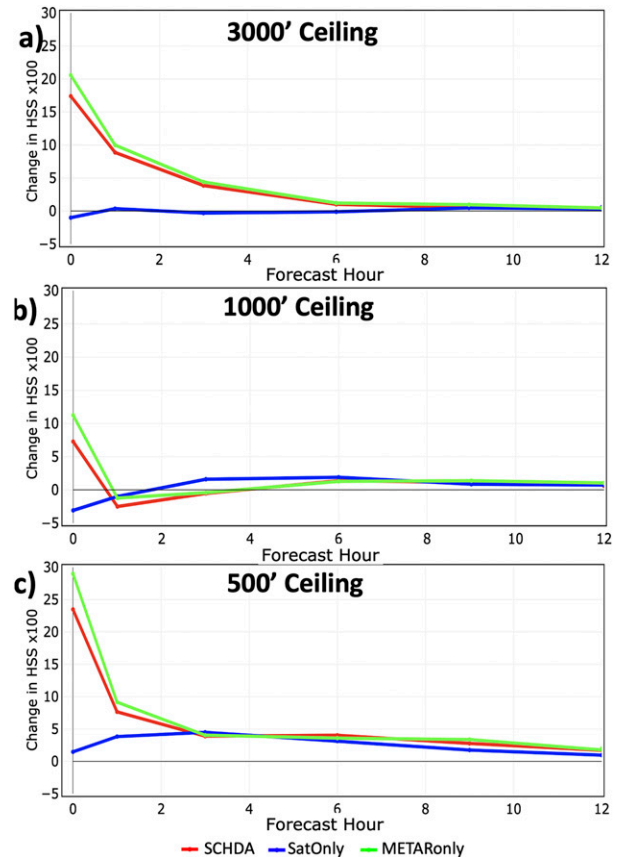 a)
3000’ Ceiling
Change in HSS x100
30
25
20
15
10
5
0
−5
0 2 4 6 8 10 12
Forecast Hour
b)
1000’ Ceiling
Change in HSS x100
30
25
20
15
10
5
0
−5
0 2 4 6 8 10 12
Forecast Hour
c)
500’ Ceiling
Change in HSS x100
30
25
20
15
10
5
0
−5
0 2 4 6 8 10 12
Forecast Hour
SCHDA SatOnly METARonly